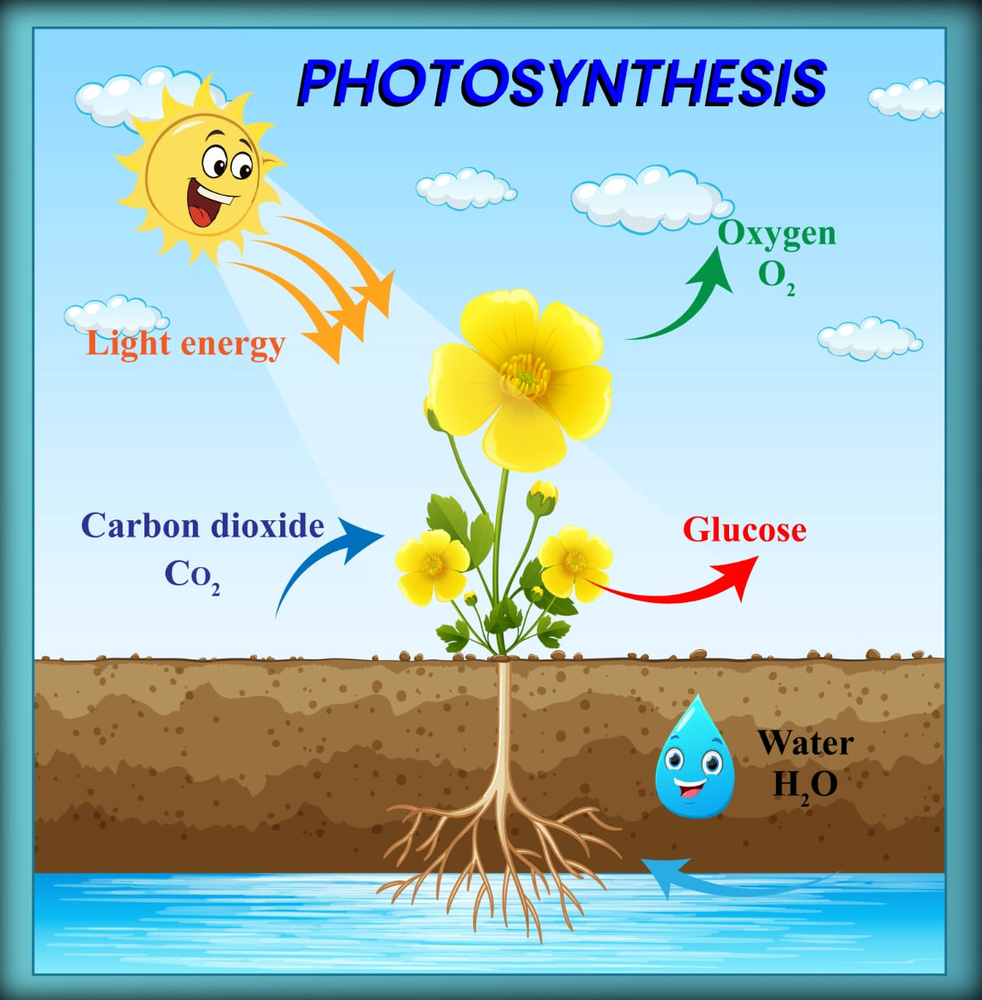 PHOTOSYNTHESIS
Oxygen
O₂
Light energy
Carbon dioxide
Co₂
Glucose
Water
H₂O